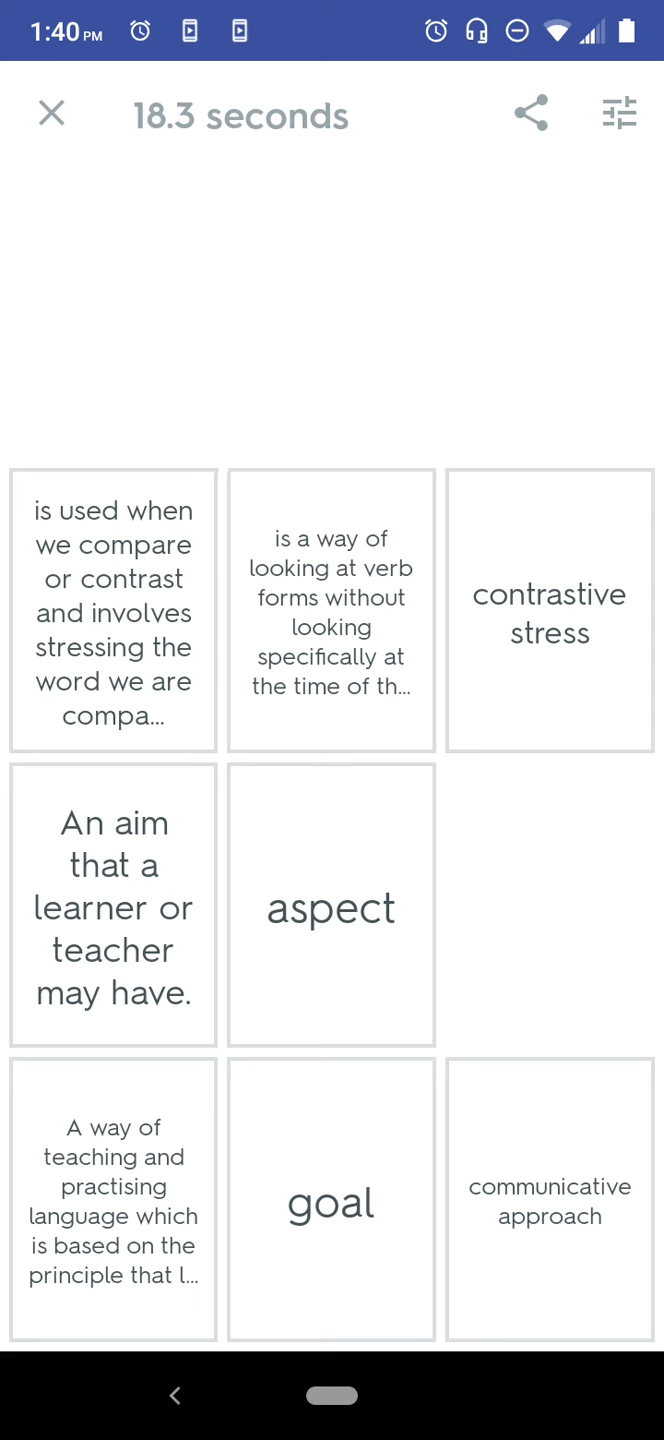 1:40 PM
18.3 seconds
is used when
we compare
or contrast
and involves
stressing the
word we are
compa...
is a way of
looking at verb
forms without
looking
specifically at
the time of th...
contrastive
stress
An aim
that a
learner or
teacher
may have.
aspect
A way of
teaching and
practising
language which
is based on the
principle that l...
goal
communicative
approach